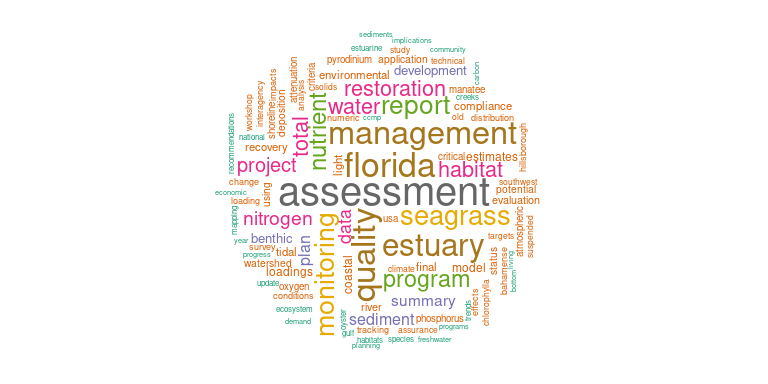 sediments
implications
estuarine
study
community
pyrodinium
application
technical
environmental
development
carbon
attenuation
criteria
solids
analysis
impacts
interagency
workshop
shoreline
deposition
restoration
manatee
creeks
compliance
nutrient
water
report
numeric
ccmp
old
distribution
total
management
hillsborough
recommendations
national
recovery
light
florida
critical
estimates
project
habitat
change
economic
loading
using
assessment
southwest
potential
evaluation
mapping
nitrogen
data
usa
seagrass
atmospheric
suspended
year
benthic
plan
monitoring
quality
estuary
targets
survey
progress
tidal
watershed
loadings
coastal
climate
final
model
status
bahamense
living
bottom
update
oxygen
conditions
program
summary
effects
chlorophylla
trends
ecosystem
river
demand
oyster
sediment
phosphorus
gulf
tracking
assurance
programs
habitats
species
freshwater
planning